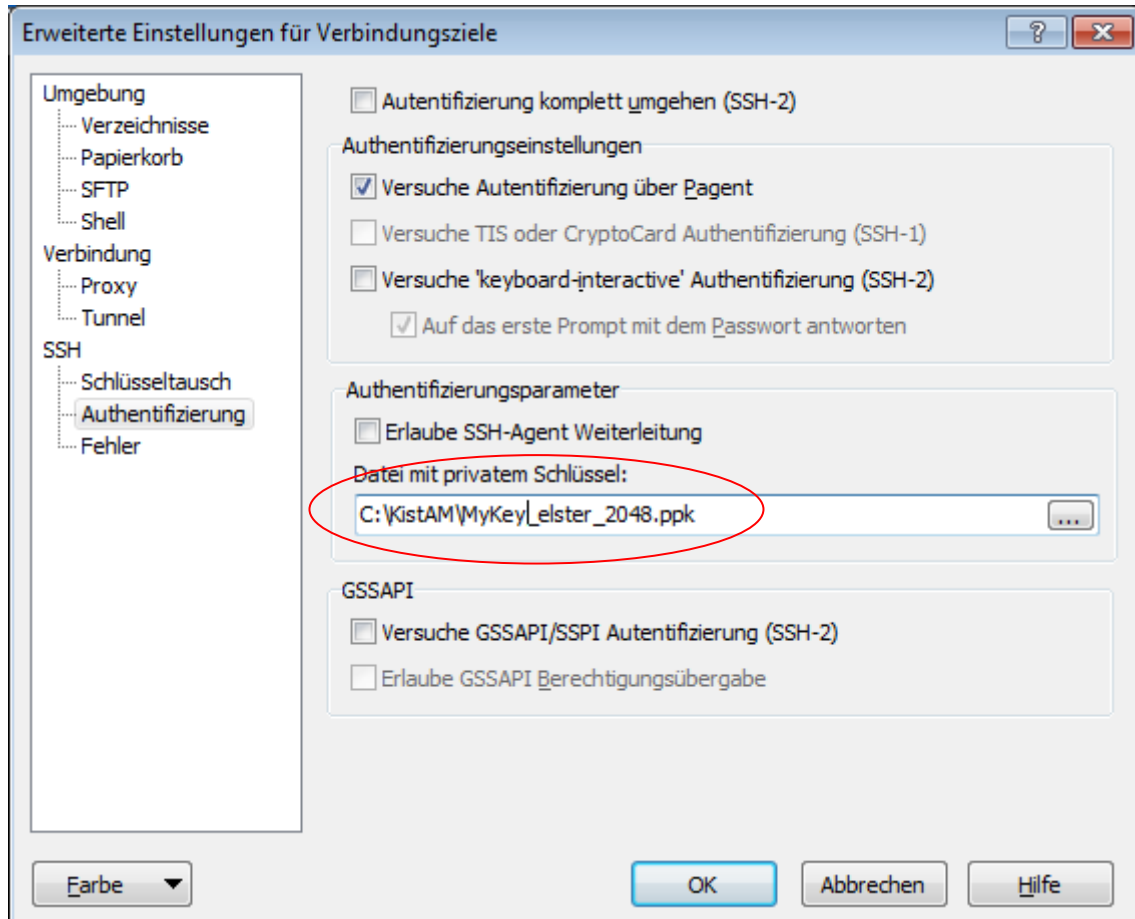 Erweiterte Einstellungen für Verbindungsziele
Umgebung
Verzeichnisse
Papierkorb
SFTP
Shell
Verbindung
Proxy
Tunnel
SSH
Schlüsseltausch
Authentifizierung
Fehler
Autentifizierung komplett umgehen (SSH-2)
Authentifizierungseinstellungen
Versuche Autentifizierung über Pagent
Versuche TIS oder CryptoCard Authentifizierung (SSH-1)
Versuche 'keyboard-interactive' Authentifizierung (SSH-2)
Auf das erste Prompt mit dem Passwort antworten
Authentifizierungsparameter
Erlaube SSH-Agent Weiterleitung
Datei mit privatem Schlüssel:
C:\KistAM\MyKey_elster_2048.ppk
...
GSSAPI
Versuche GSSAPI/SSPI Autentifizierung (SSH-2)
Erlaube GSSAPI Berechtigungsübergabe
Farbe
OK
Abbrechen
Hilfe